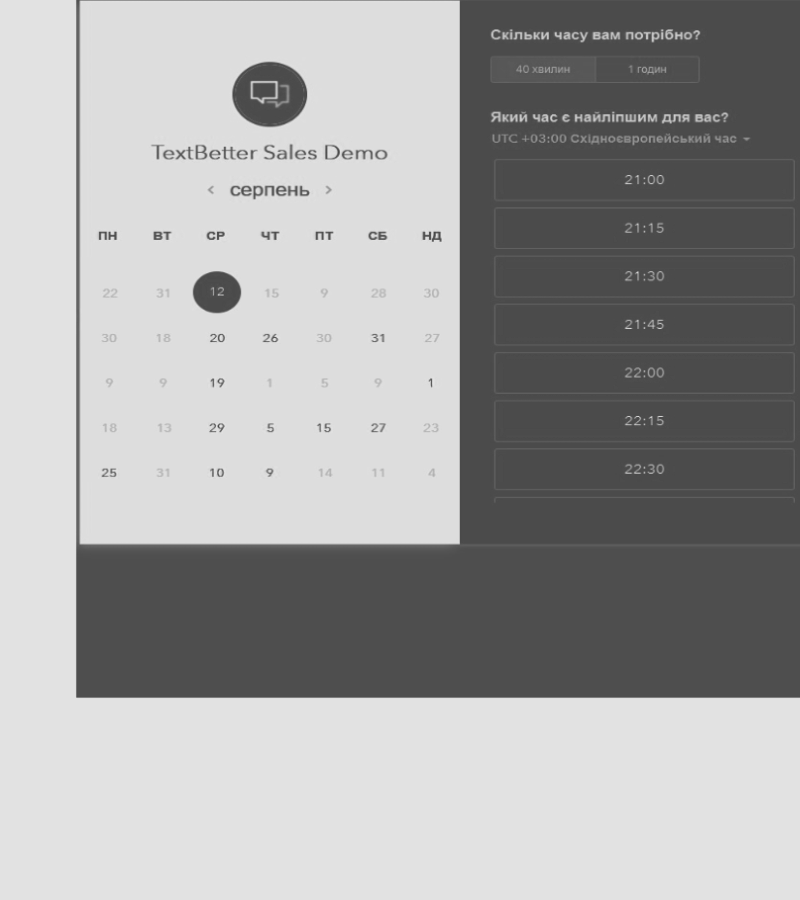 TextBetter Sales Demo
‹ серпень ›
ПН ВТ СР ЧТ ПТ СБ НД
22 31 12 15 9 28 30
30 18 20 26 30 31 27
9 9 19 1 5 9 1
18 13 29 5 15 27 23
25 31 10 9 14 11 4
Скільки часу вам потрібно?
40 хвилин 1 годин
Який час є найліпшим для вас?
UTC +03:00 Східноєвропейський час
21:00
21:15
21:30
21:45
22:00
22:15
22:30